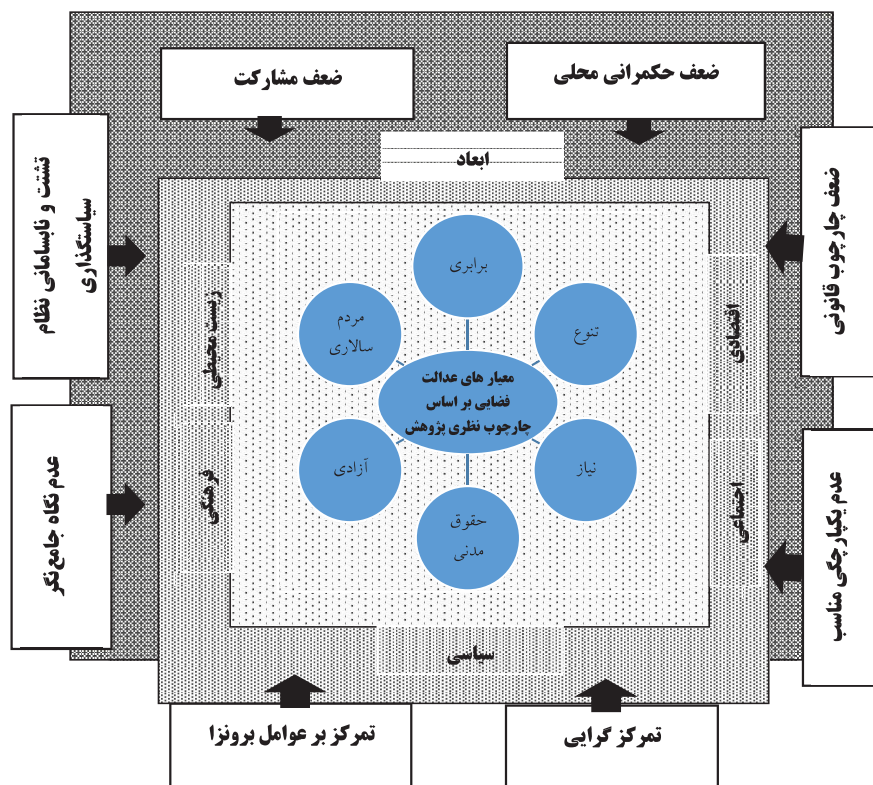 ضعف حکمرانی محلی
ضعف مشارکت
ابعاد
ضعف چارچوب قانونی
عدم یکپارچگی مناسب
تشتت و نابسامانی نظام
سیاستگذاری
عدم نگاه جامع‌نگر
اقتضادی
اجتماعی
زیست محیطی
فرهنگی
سیاسی
برابری
تنوع
نیاز
حقوق
مدنی
آزادی
مردم
سالاری
معیار های عدالت
فضایی بر اساس
چارچوب نظری پژوهش
تمرکز گرایی
تمرکز بر عوامل برونزا